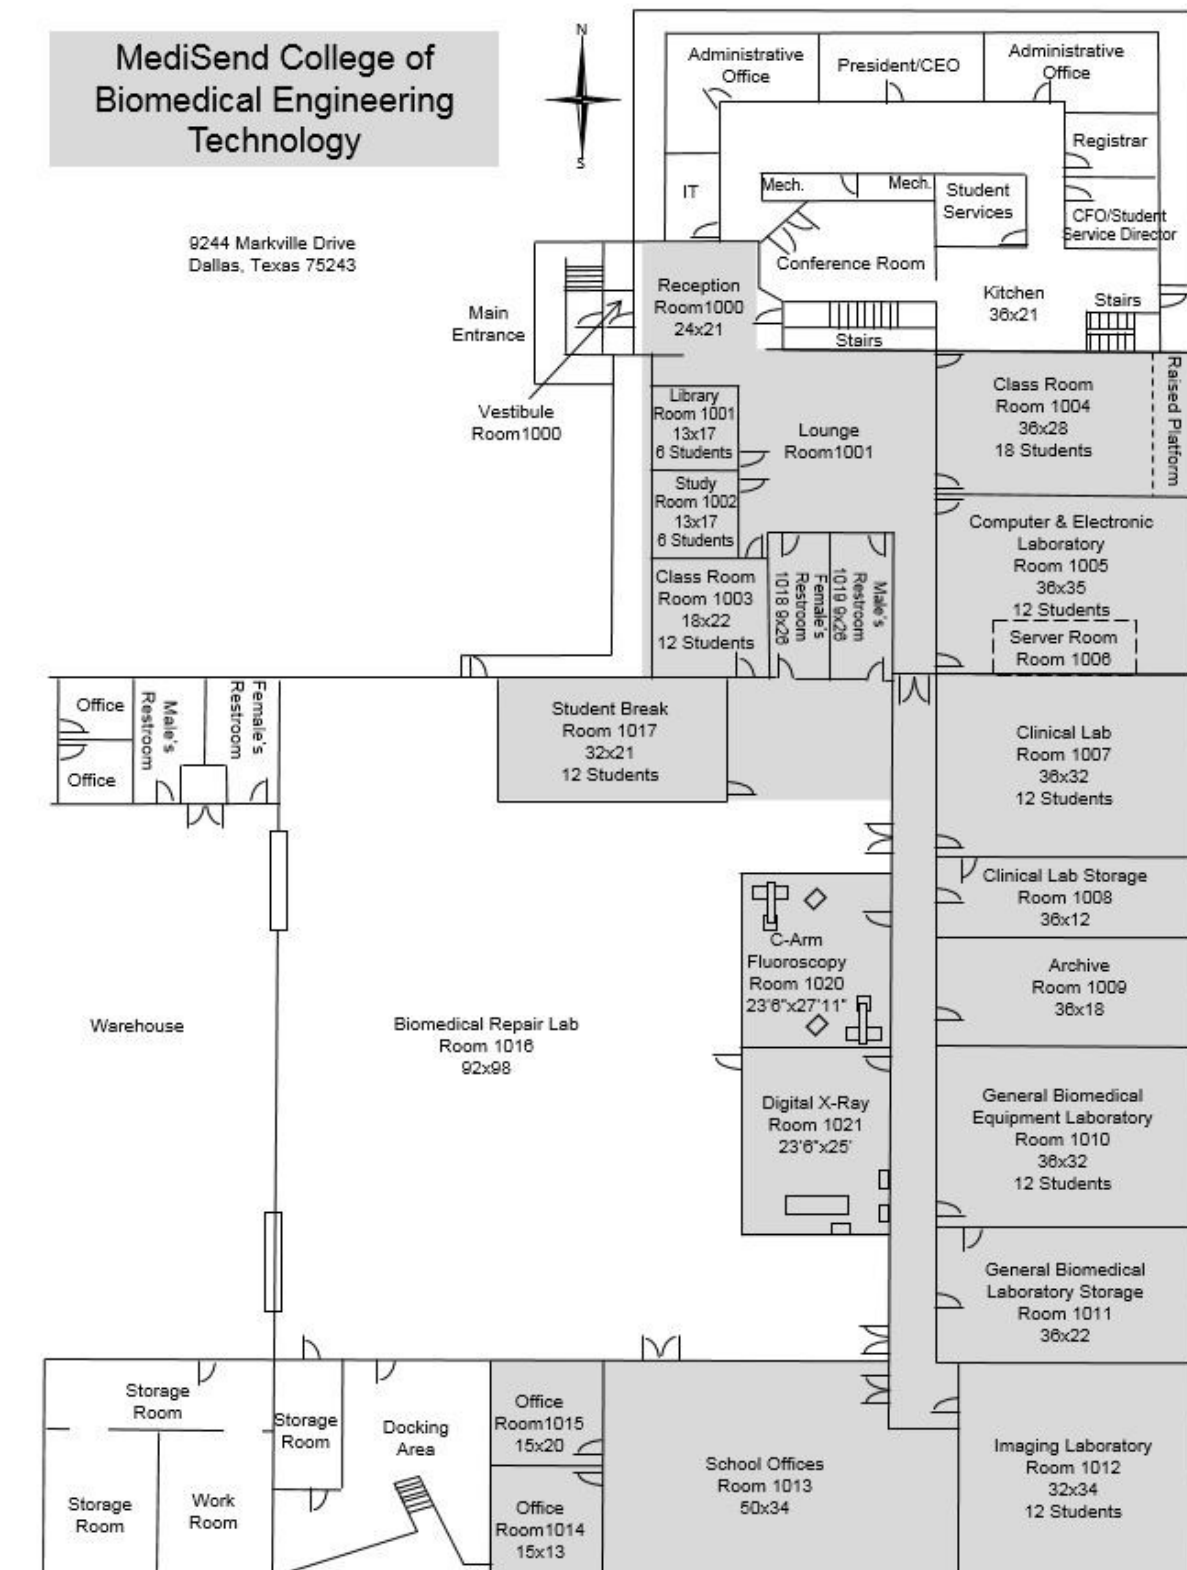 MediSend College of
Biomedical Engineering
Technology
N
S
9244 Markville Drive
Dallas, Texas 75243
Administrative
Office
President/CEO
Administrative
Office
Registrar
IT
Mech.
Mech.
Student
Services
CFO/Student
Service Director
Conference Room
Reception
Room1000
24x21
Kitchen
36x21
Stairs
Stairs
Main
Entrance
Vestibule
Room1000
Library
Room 1001
13x17
6 Students
Lounge
Room1001
Class Room
Room 1004
36x28
18 Students
Raised Platform
Study
Room 1002
13x17
6 Students
Computer & Electronic
Laboratory
Room 1005
36x35
12 Students
Server Room
Room 1006
Class Room
Room 1003
18x22
12 Students
Female's
Restroom
1018 9x26
Male's
Restroom
1019 9x26
Office
Office
Male's
Restroom
Female's
Restroom
Student Break
Room 1017
32x21
12 Students
Clinical Lab
Room 1007
36x32
12 Students
Clinical Lab Storage
Room 1008
36x12
C-Arm
Fluoroscopy
Room 1020
23'6"x27'11"
Archive
Room 1009
36x18
Warehouse
Biomedical Repair Lab
Room 1016
92x98
Digital X-Ray
Room 1021
23'6"x25'
General Biomedical
Equipment Laboratory
Room 1010
36x32
12 Students
General Biomedical
Laboratory Storage
Room 1011
36x22
Storage
Room
Storage
Room
Docking
Area
Office
Room1015
15x20
School Offices
Room 1013
50x34
Imaging Laboratory
Room 1012
32x34
12 Students
Storage
Room
Work
Room
Office
Room1014
15x13